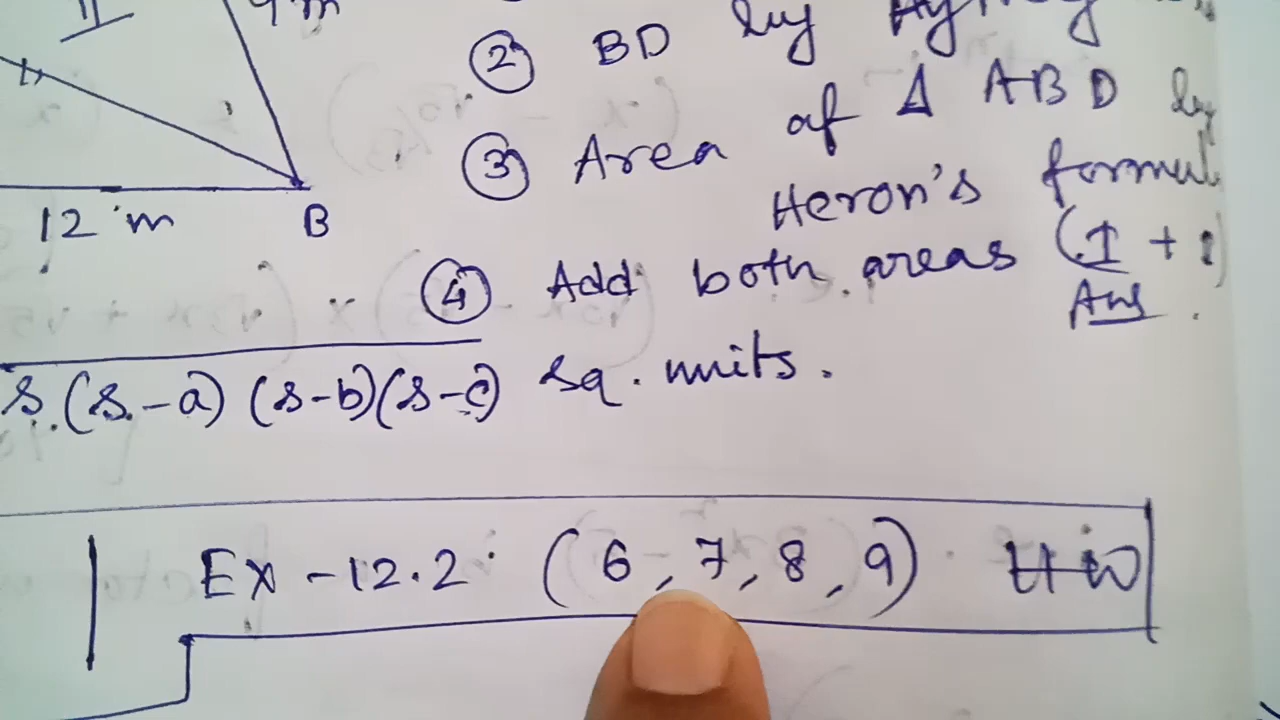 II
9 m
② BD by
③ Area of Δ ABD by
Heron's
12 m
B
④ Add both areas (I +
Ans.
s.(s-a) (s-b)(s-c) sq. units.
Ex-12.2 (6, 7, 8, 9) HW